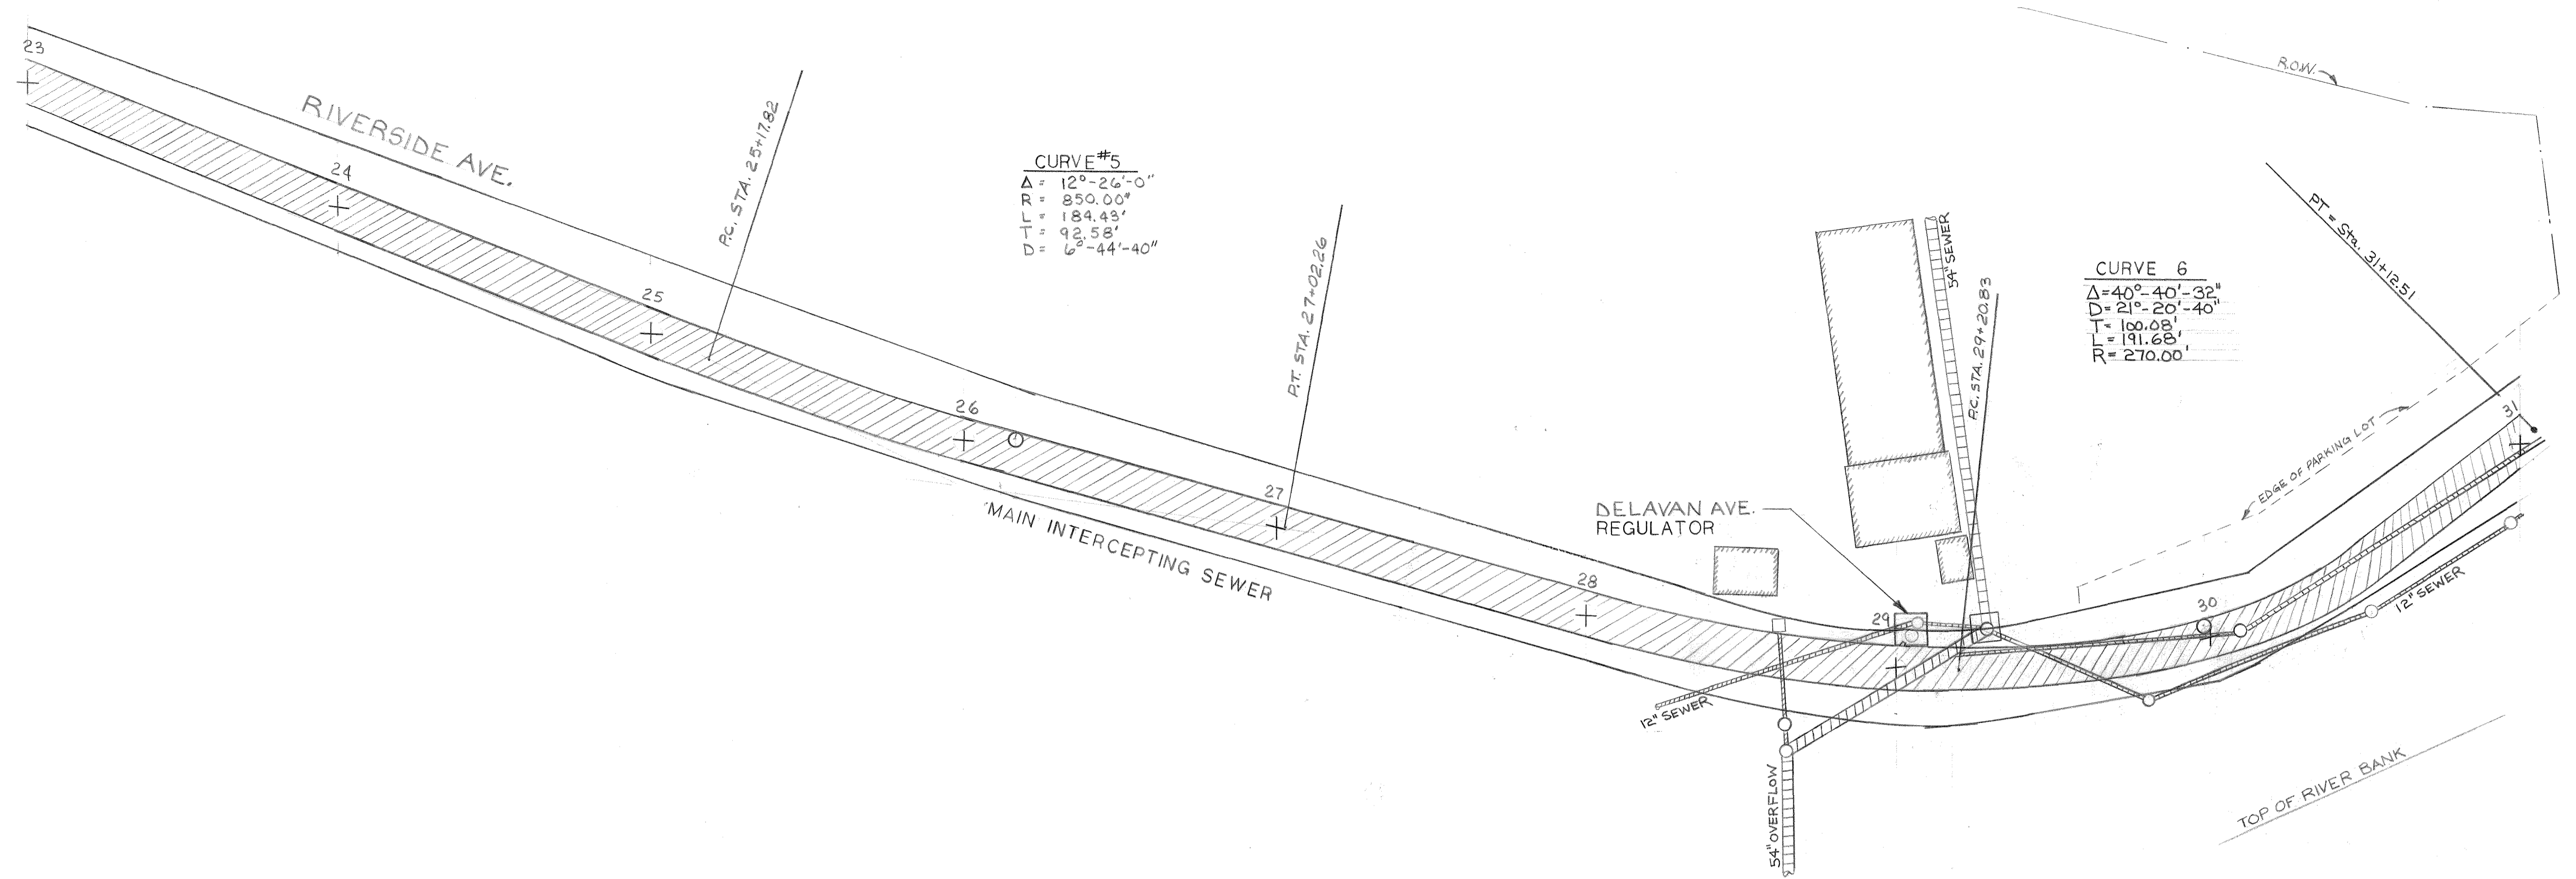 23
RIVERSIDE AVE.
24
25
P.C. STA. 25+17.82
CURVE #5
Δ = 12°-26'-0"
R = 850.00"
L = 184.43'
T = 92.58'
D = 6°-44'-40"
26
27
P.T. STA. 27+02.26
MAIN INTERCEPTING SEWER
28
DELAVAN AVE.
REGULATOR
29
54" SEWER
P.C. STA. 29+20.83
CURVE 6
Δ=40°-40'-32"
D=21°-20'-40"
T=100.08'
L=191.68'
R=270.00'
R.O.W.
PT = Sta. 31+12.51
EDGE OF PARKING LOT
30
31
12" SEWER
12" SEWER
54" OVERFLOW
TOP OF RIVER BANK